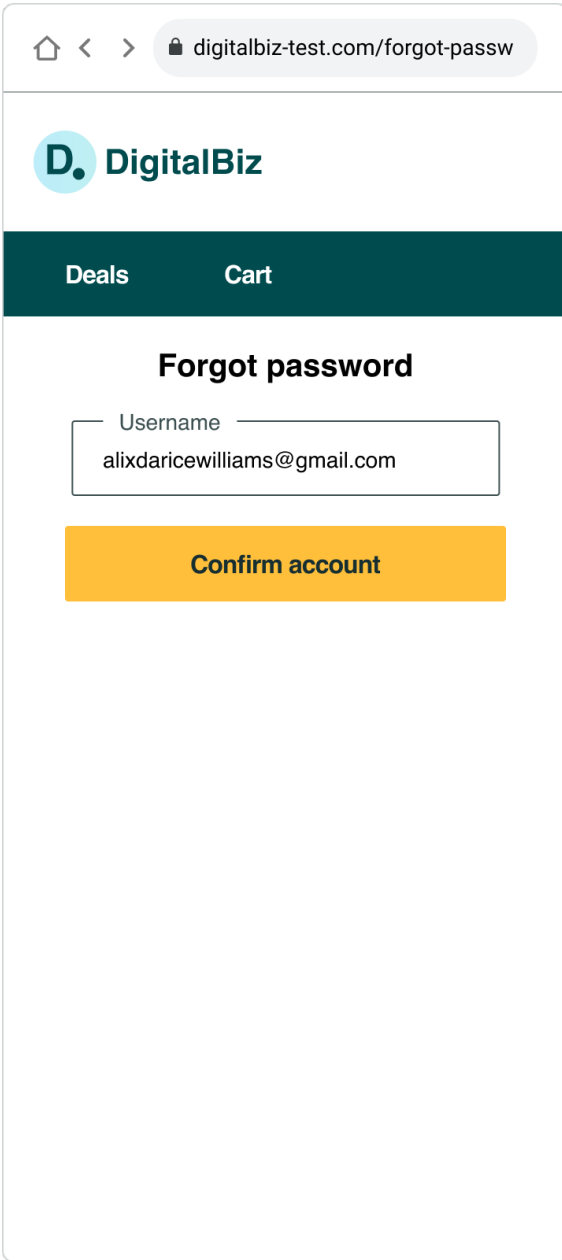 digitalbiz-test.com/forgot-passw
D. DigitalBiz
Deals Cart
Forgot password
Username
alixdaricewilliams@gmail.com
Confirm account